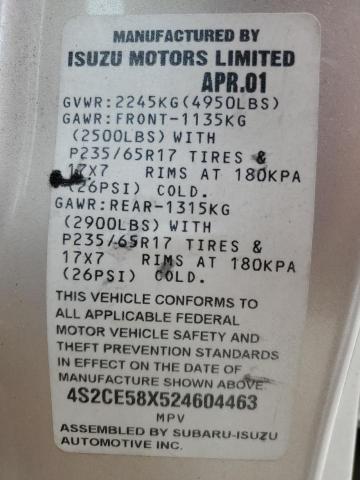 MANUFACTURED BY
ISUZU MOTORS LIMITED
APR.01
GVWR:2245KG(4950LBS)
GAWR:FRONT-1135KG
(2500LBS)WITH
P235/65R17 TIRES &
17X7 RIMS AT 180KPA
(26PSI) COLD.
GAWR:REAR-1315KG
(2900LBS)WITH
P235/65R17 TIRES &
17X7 RIMS AT 180KPA
(26PSI) COLD.
THIS VEHICLE CONFORMS TO
ALL APPLICABLE FEDERAL
MOTOR VEHICLE SAFETY AND
THEFT PREVENTION STANDARDS
IN EFFECT ON THE DATE OF
MANUFACTURE SHOWN ABOVE
4S2CE58X524604463
MPV
ASSEMBLED BY SUBARU-ISUZU
AUTOMOTIVE INC.